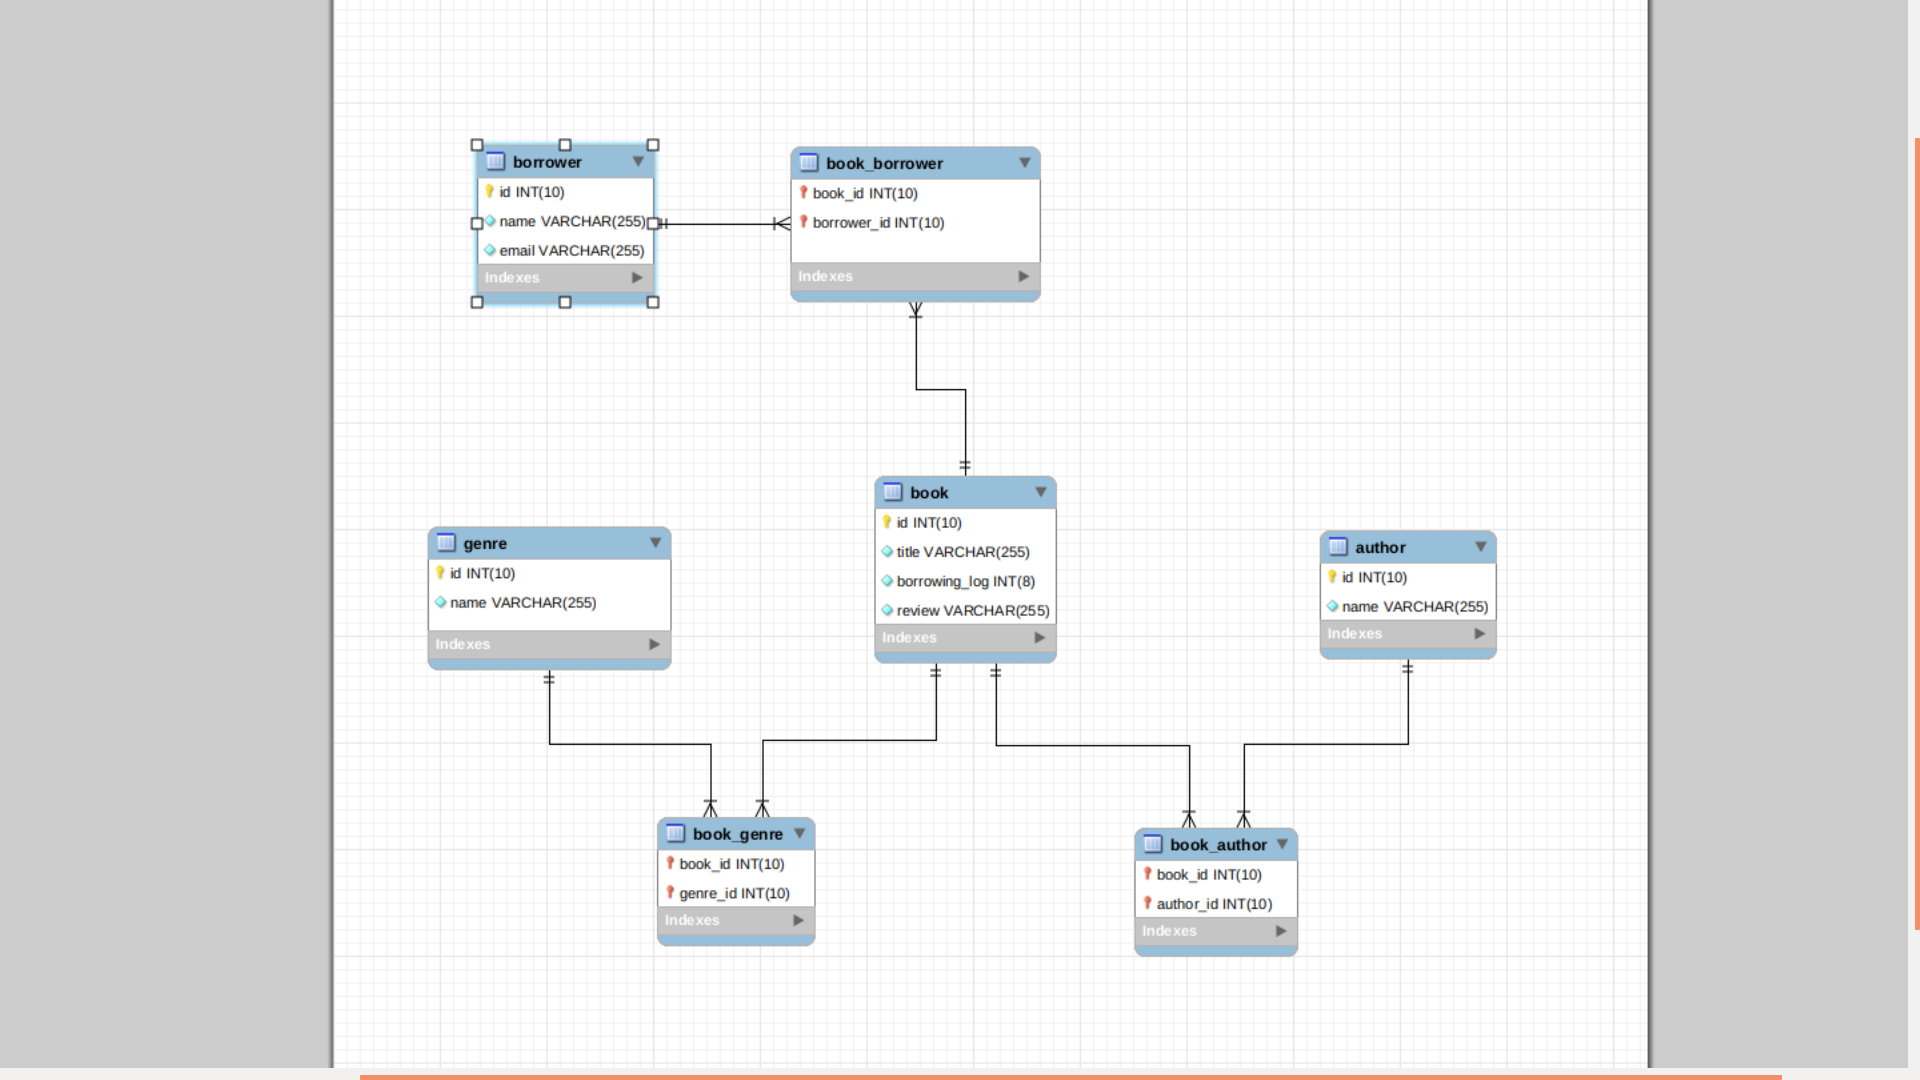 borrower
id INT(10)
name VARCHAR(255)
email VARCHAR(255)
Indexes
book_borrower
book_id INT(10)
borrower_id INT(10)
Indexes
book
id INT(10)
title VARCHAR(255)
borrowing_log INT(8)
review VARCHAR(255)
Indexes
genre
id INT(10)
name VARCHAR(255)
Indexes
author
id INT(10)
name VARCHAR(255)
Indexes
book_genre
book_id INT(10)
genre_id INT(10)
Indexes
book_author
book_id INT(10)
author_id INT(10)
Indexes